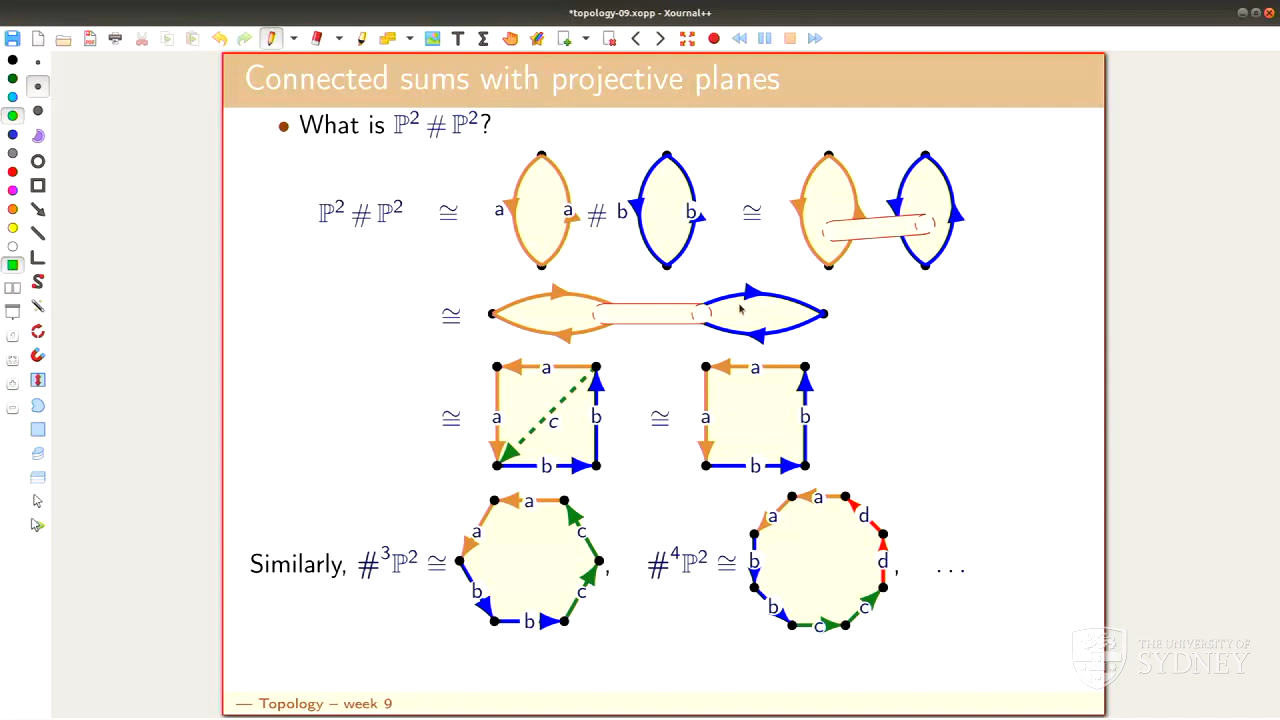 *topology-09.xopp - Xournal++
Connected sums with projective planes
• What is ℙ² # ℙ²?
ℙ² # ℙ² ≅ a a # b b ≅
≅
≅ a a c b b ≅ a a b b
Similarly, #³ℙ² ≅ a a b b c c , #⁴ℙ² ≅ a a b b c c d d , ...
THE UNIVERSITY OF
SYDNEY
— Topology – week 9